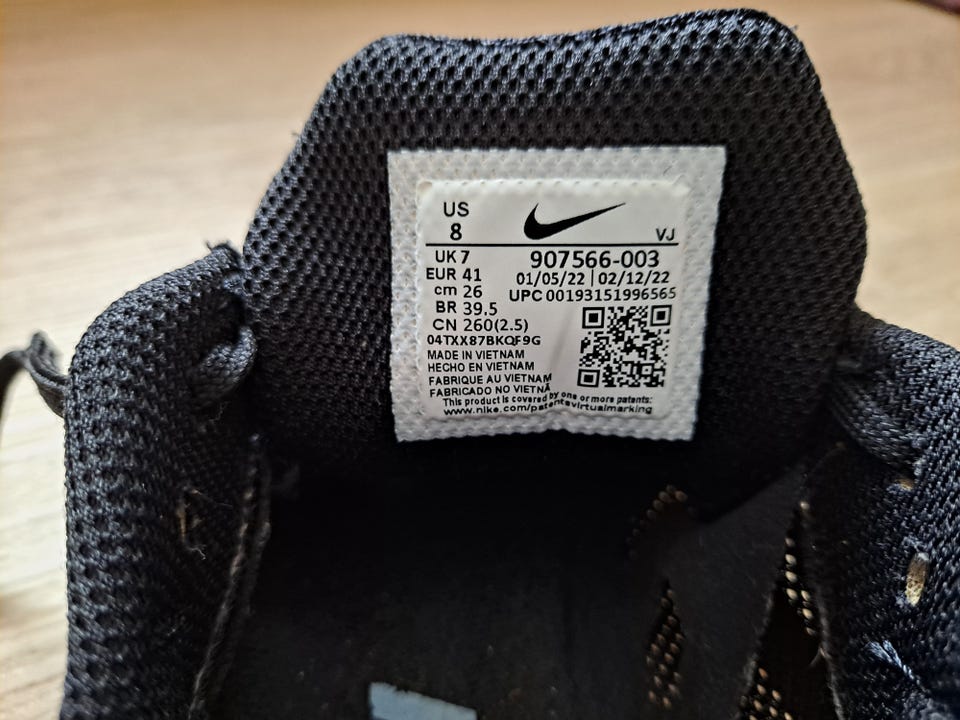 US
8
VJ
UK 7
907566-003
EUR 41
01/05/22 | 02/12/22
cm 26
UPC 00193151996565
BR 39,5
CN 260(2.5)
04TXX87BKQF9G
MADE IN VIETNAM
HECHO EN VIETNAM
FABRIQUE AU VIETNAM
FABRICADO NO VIETNÃ
This product is covered by one or more patents:
www.nike.com/patentsvirtualmarking